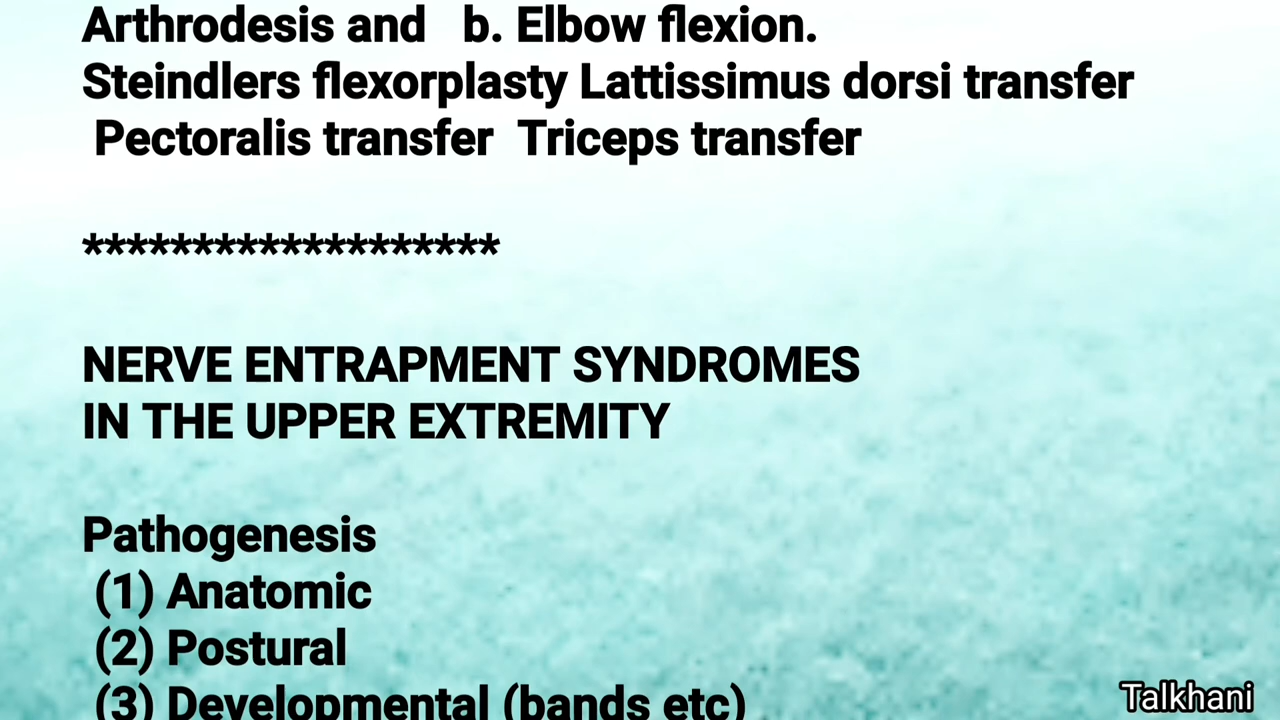 Arthrodesis and b. Elbow flexion.
Steindlers flexorplasty Lattissimus dorsi transfer
Pectoralis transfer Triceps transfer
*******************
NERVE ENTRAPMENT SYNDROMES
IN THE UPPER EXTREMITY
Pathogenesis
(1) Anatomic
(2) Postural
(3) Developmental (bands etc)
Talkhani